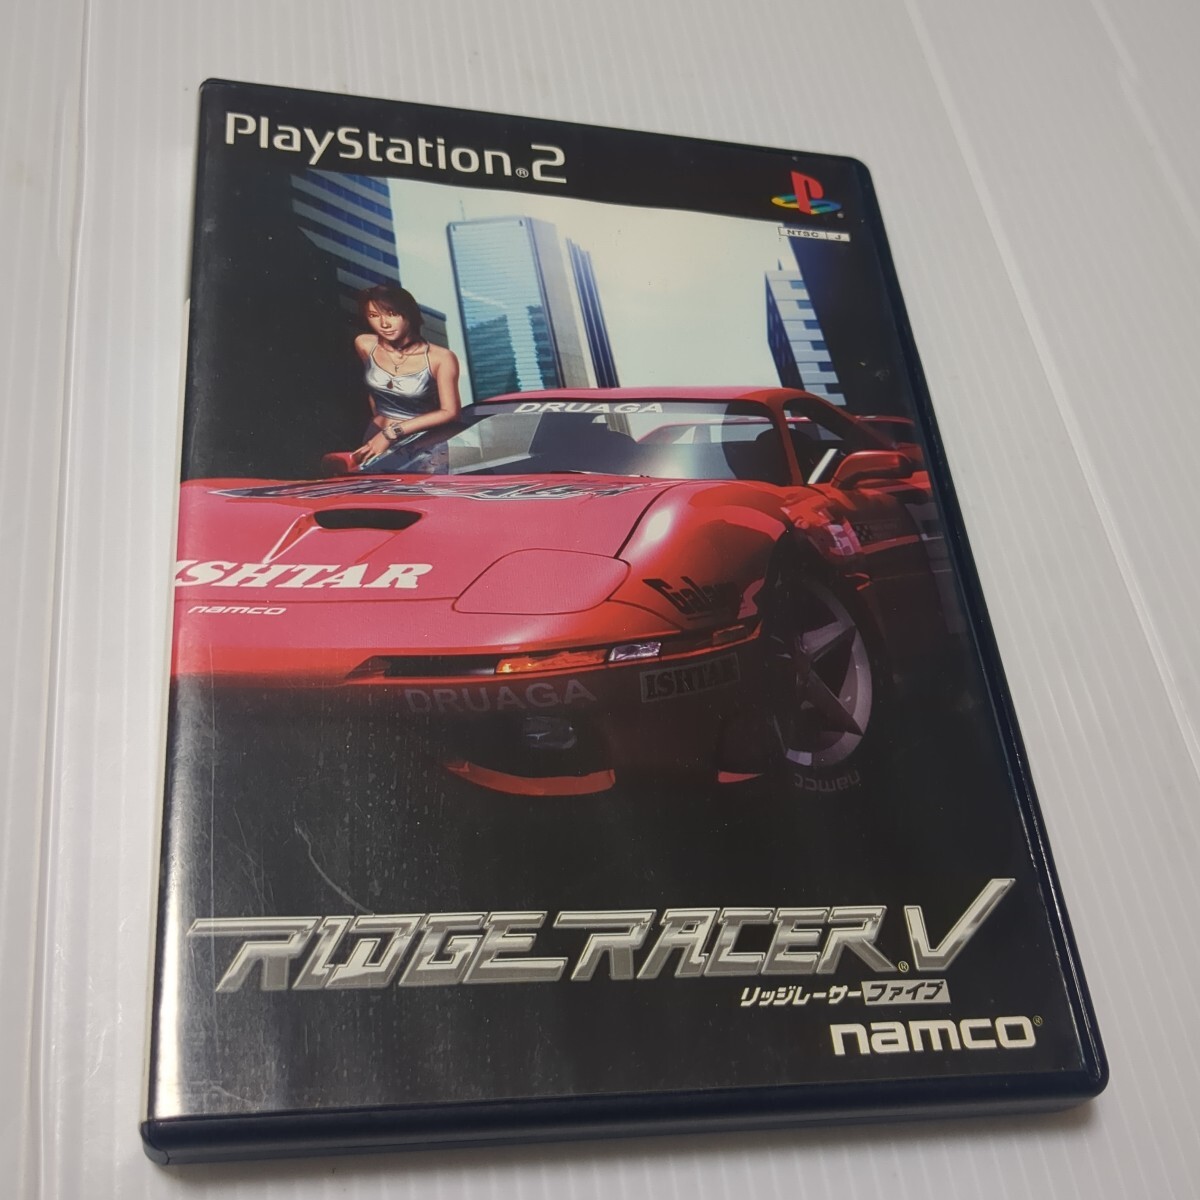 PlayStation®2
NTSC J
DRUAGA
ISHTAR
namco
DRUAGA
ISHTAR
namco
RIDGE RACER® V
リッジレーサーファイブ
namco®